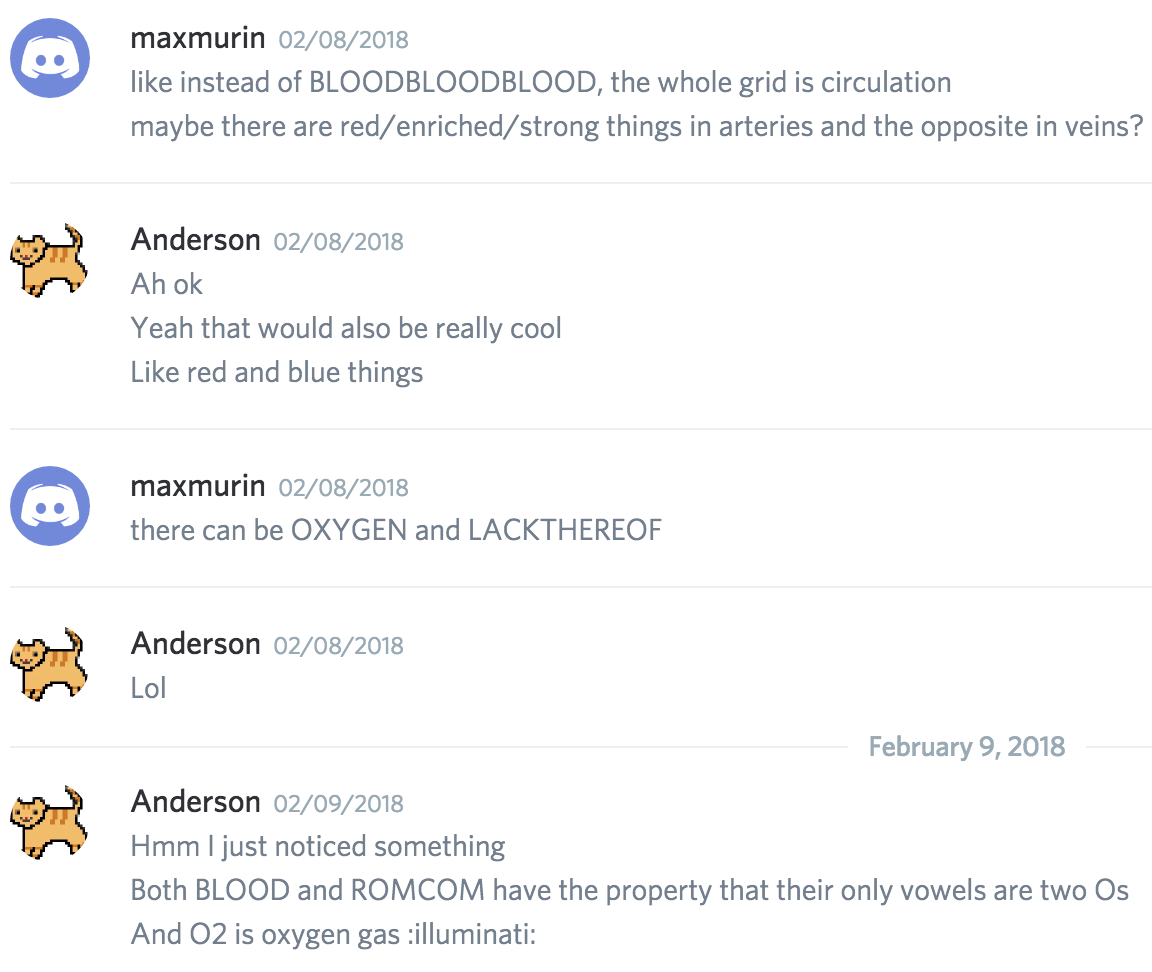 maxmurin 02/08/2018
like instead of BLOODBLOODBLOOD, the whole grid is circulation
maybe there are red/enriched/strong things in arteries and the opposite in veins?
Anderson 02/08/2018
Ah ok
Yeah that would also be really cool
Like red and blue things
maxmurin 02/08/2018
there can be OXYGEN and LACKTHEREOF
Anderson 02/08/2018
Lol
February 9, 2018
Anderson 02/09/2018
Hmm I just noticed something
Both BLOOD and ROMCOM have the property that their only vowels are two Os
And O2 is oxygen gas :illuminati: